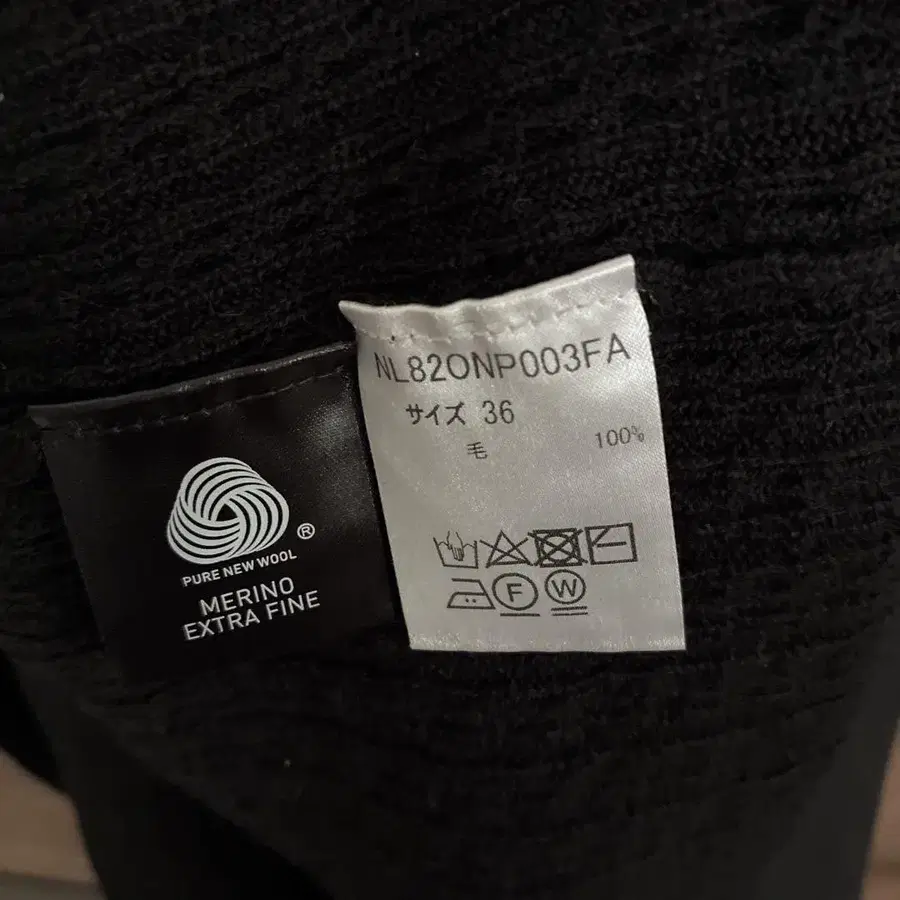 NL82ONP003FA
サイズ 36
毛 100%
F W
®
PURE NEW WOOL
MERINO
EXTRA FINE